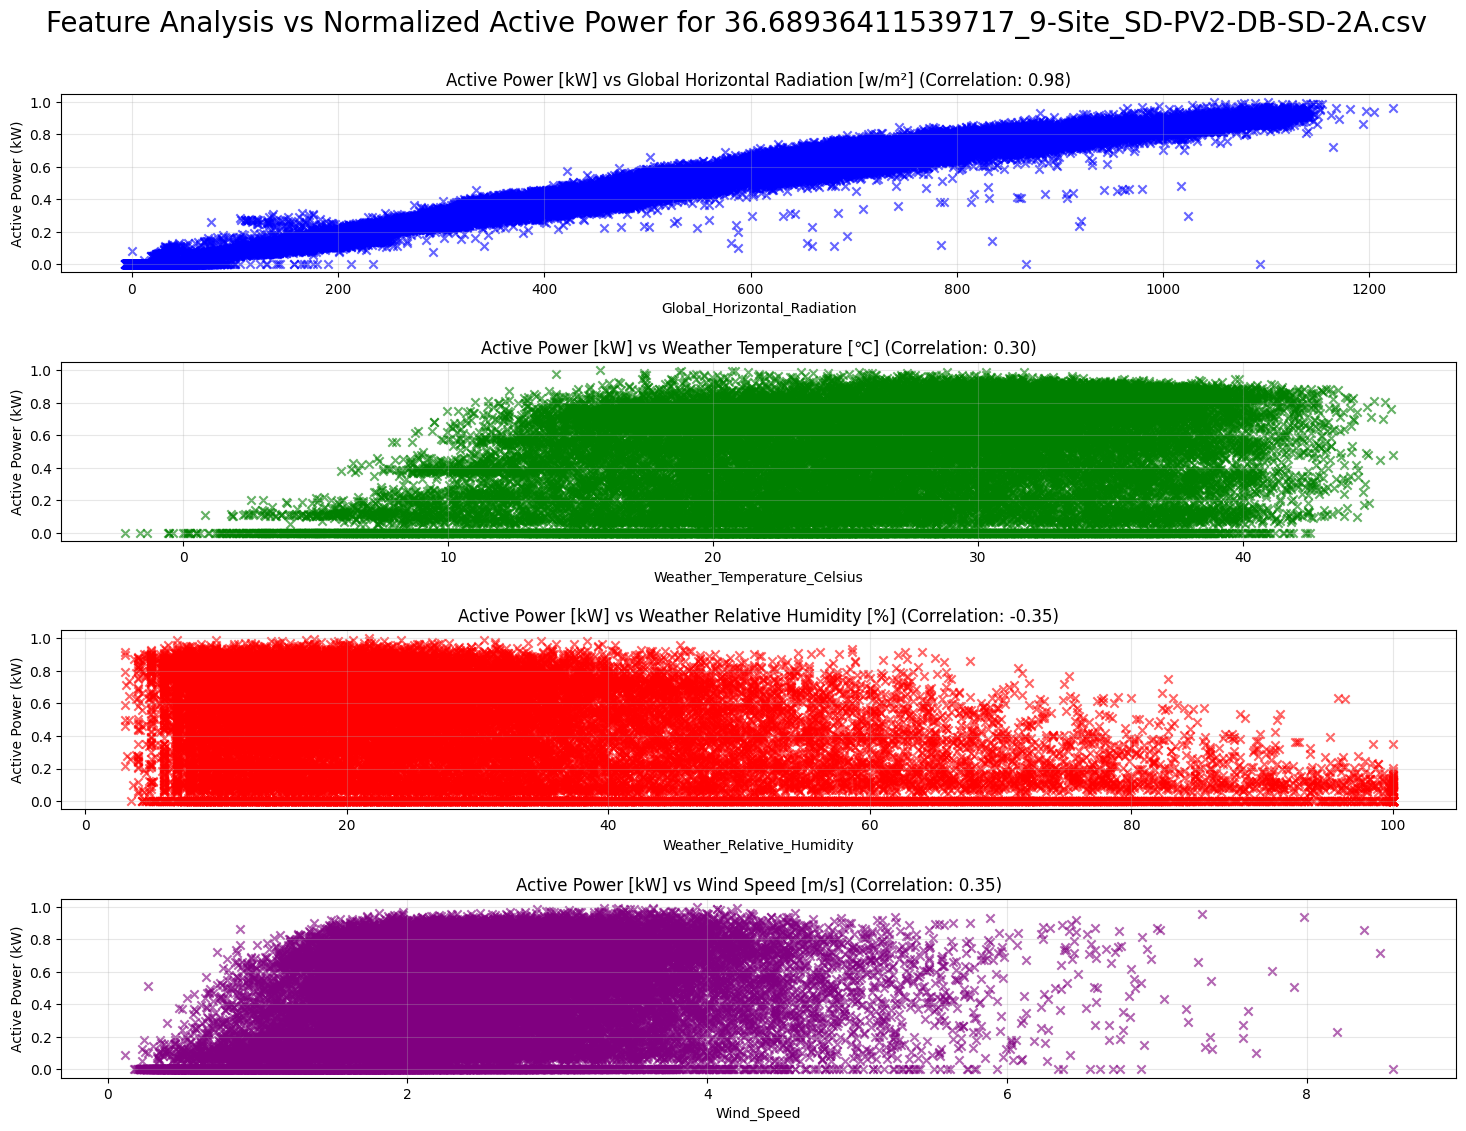 Feature Analysis vs Normalized Active Power for 36.68936411539717_9-Site_SD-PV2-DB-SD-2A.csv
Active Power [kW] vs Global Horizontal Radiation [w/m²] (Correlation: 0.98)
Active Power (kW)
1.0
0.8
0.6
0.4
0.2
0.0
0 200 400 600 800 1000 1200
Global_Horizontal_Radiation
Active Power [kW] vs Weather Temperature [℃] (Correlation: 0.30)
Active Power (kW)
1.0
0.8
0.6
0.4
0.2
0.0
0 10 20 30 40
Weather_Temperature_Celsius
Active Power [kW] vs Weather Relative Humidity [%] (Correlation: -0.35)
Active Power (kW)
1.0
0.8
0.6
0.4
0.2
0.0
0 20 40 60 80 100
Weather_Relative_Humidity
Active Power [kW] vs Wind Speed [m/s] (Correlation: 0.35)
Active Power (kW)
1.0
0.8
0.6
0.4
0.2
0.0
0 2 4 6 8
Wind_Speed